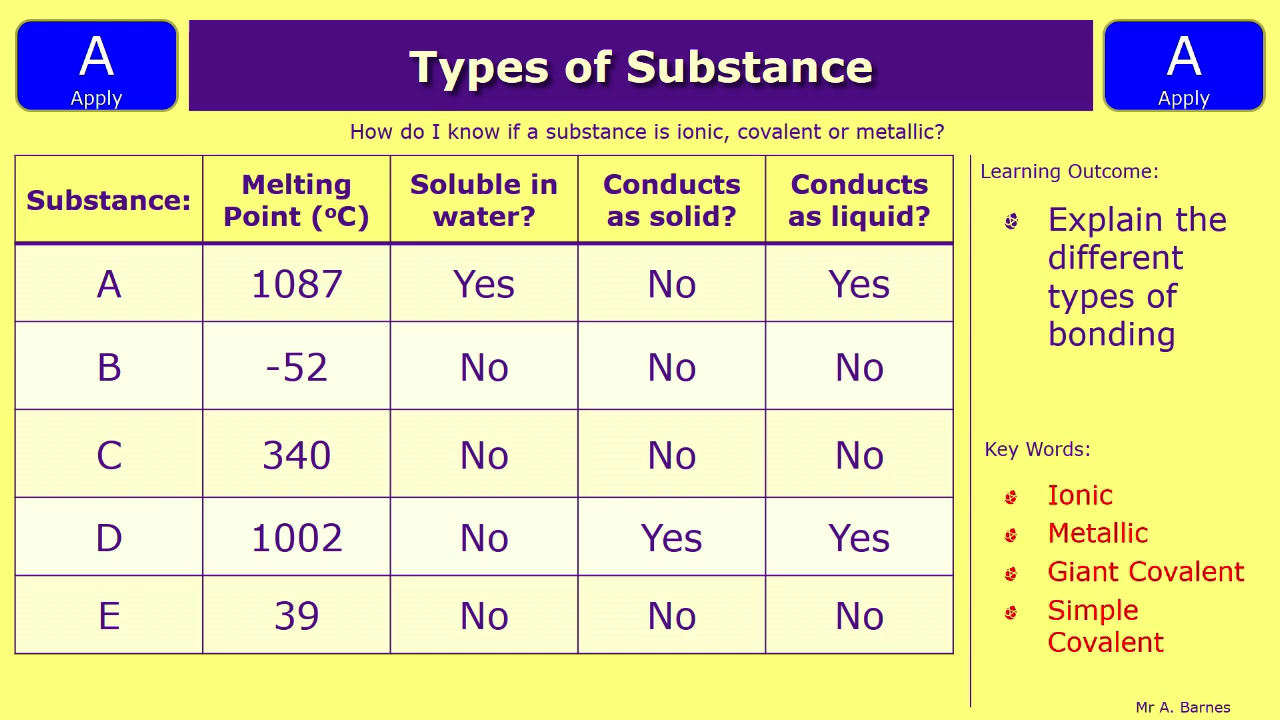 A
Apply
Types of Substance
A
Apply
How do I know if a substance is ionic, covalent or metallic?
Substance: Melting Point (ºC) Soluble in water? Conducts as solid? Conducts as liquid?
A 1087 Yes No Yes
B -52 No No No
C 340 No No No
D 1002 No Yes Yes
E 39 No No No
Learning Outcome:
Explain the
different
types of
bonding
Key Words:
Ionic
Metallic
Giant Covalent
Simple
Covalent
Mr A. Barnes